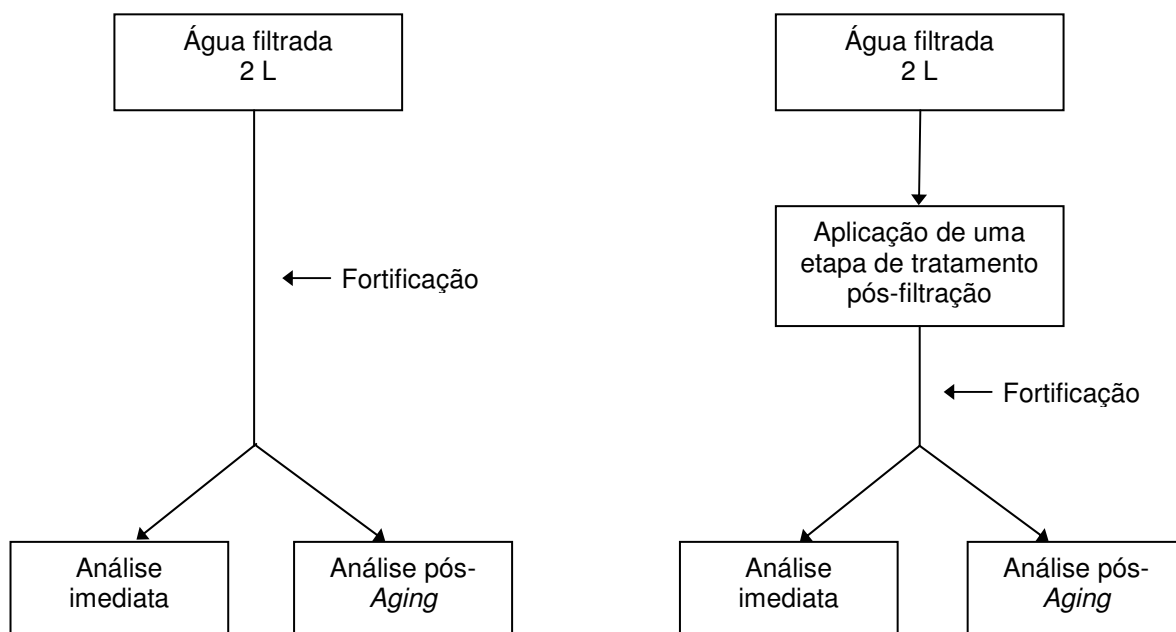 Água filtrada
2 L
Fortificação
Análise
imediata
Análise pós-
Aging
Água filtrada
2 L
Aplicação de uma
etapa de tratamento
pós-filtração
Fortificação
Análise
imediata
Análise pós-
Aging